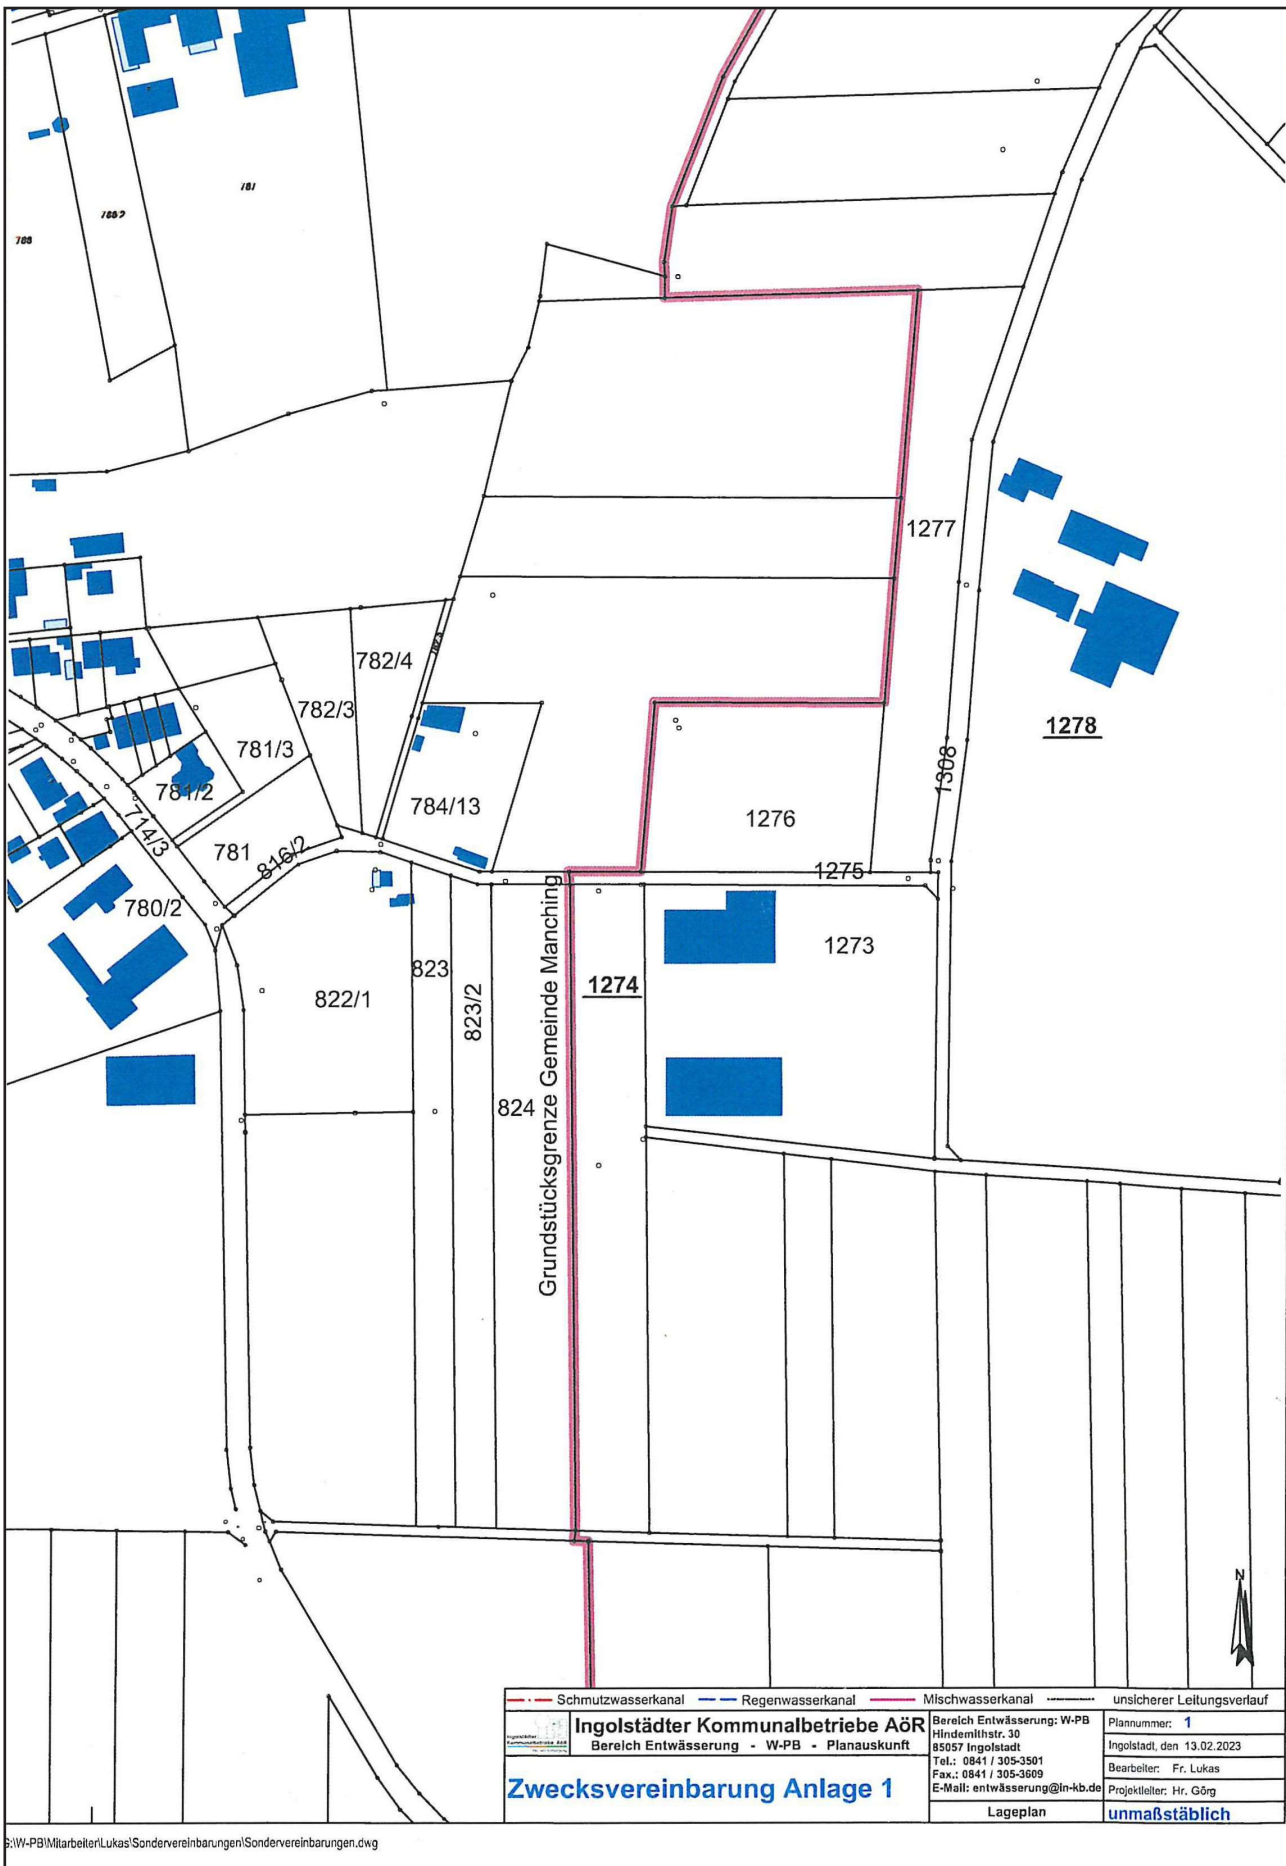 787
788/2
788
1277
782/4
782/3
1278
781/3
1308
781/2
784/13
714/3
1276
781
816/2
1275
780/2
1273
823
1274
822/1
823/2
824
Grundstücksgrenze Gemeinde Manching
N
Schmutzwasserkanal
Regenwasserkanal
Mischwasserkanal
unsicherer Leitungsverlauf
Ingolstädter Kommunalbetriebe AöR
Bereich Entwässerung - W-PB - Planauskunft
Zwecksvereinbarung Anlage 1
Bereich Entwässerung: W-PB
Hindemithstr. 30
85057 Ingolstadt
Tel.: 0841 / 305-3501
Fax.: 0841 / 305-3609
E-Mail: entwässerung@in-kb.de
Lageplan
Plannummer: 1
Ingolstadt, den 13.02.2023
Bearbeiter: Fr. Lukas
Projektleiter: Hr. Görg
unmaßstäblich
S:\W-PB\Mitarbeiter\Lukas\Sondervereinbarungen\Sondervereinbarungen.dwg